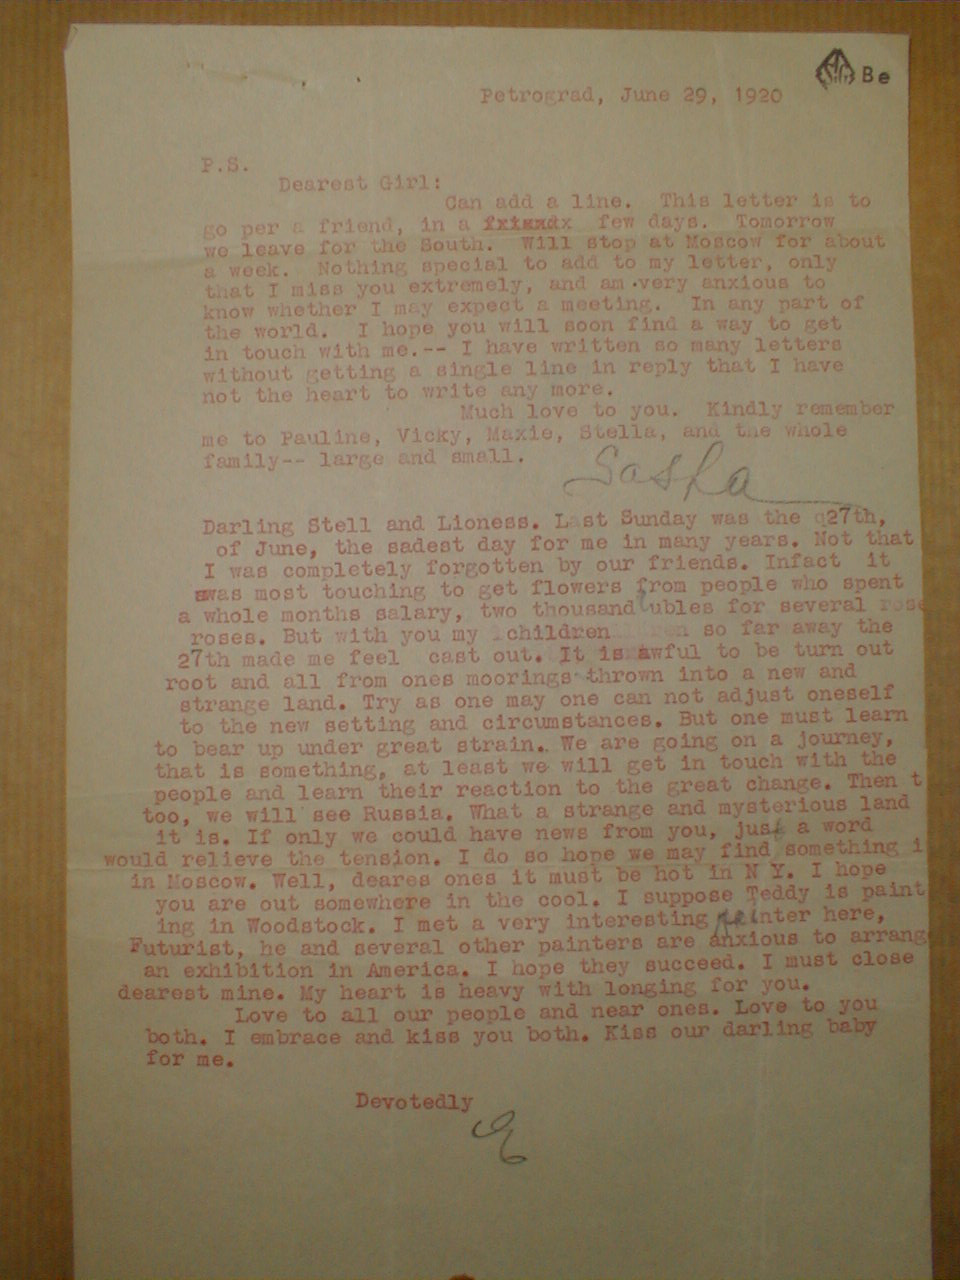 Be
Petrograd, June 29, 1920
P.S.
Dearest Girl:
Can add a line. This letter is to
go per a friend, in a xxxxxxx few days. Tomorrow
we leave for the South. Will stop at Moscow for about
a week. Nothing special to add to my letter, only
that I miss you extremely, and am very anxious to
know whether I may expect a meeting. In any part of
the world. I hope you will soon find a way to get
in touch with me.-- I have written so many letters
without getting a single line in reply that I have
not the heart to write any more.
Much love to you. Kindly remember
me to Pauline, Vicky, Maxie, Stella, and the whole
family-- large and small.
Sasha
Darling Stell and Lioness. Last Sunday was the 27th,
of June, the sadest day for me in many years. Not that
I was completely forgotten by our friends. Infact it
was most touching to get flowers from people who spent
a whole months salary, two thousand rubles for several rose
roses. But with you my children so far away the
27th made me feel cast out. It is awful to be turn out
root and all from ones moorings thrown into a new and
strange land. Try as one may one can not adjust oneself
to the new setting and circumstances. But one must learn
to bear up under great strain. We are going on a journey,
that is something, at least we will get in touch with the
people and learn their reaction to the great change. Then t
too, we will see Russia. What a strange and mysterious land
it is. If only we could have news from you, just a word
would relieve the tension. I do so hope we may find something i
in Moscow. Well, deares ones it must be hot in N Y. I hope
you are out somewhere in the cool. I suppose Teddy is paint
ing in Woodstock. I met a very interesting painter here,
Futurist, he and several other painters are anxious to arrang
an exhibition in America. I hope they succeed. I must close
dearest mine. My heart is heavy with longing for you.
Love to all our people and near ones. Love to you
both. I embrace and kiss you both. Kiss our darling baby
for me.
Devotedly
E